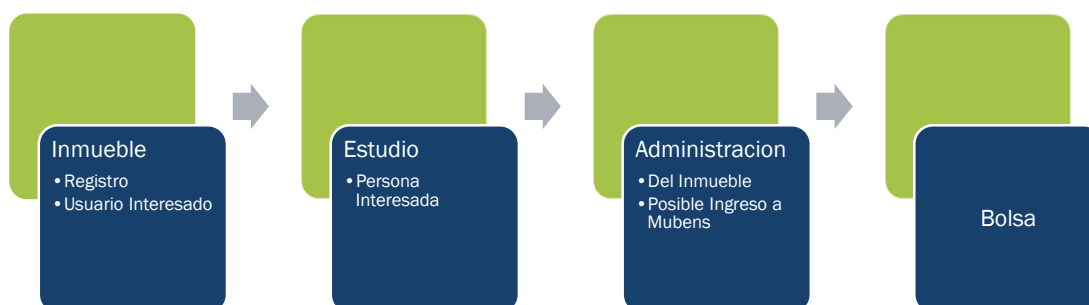 Inmueble
•Registro
•Usuario Interesado
Estudio
•Persona
Interesada
Administracion
•Del Inmueble
•Posible Ingreso a
Mubens
Bolsa